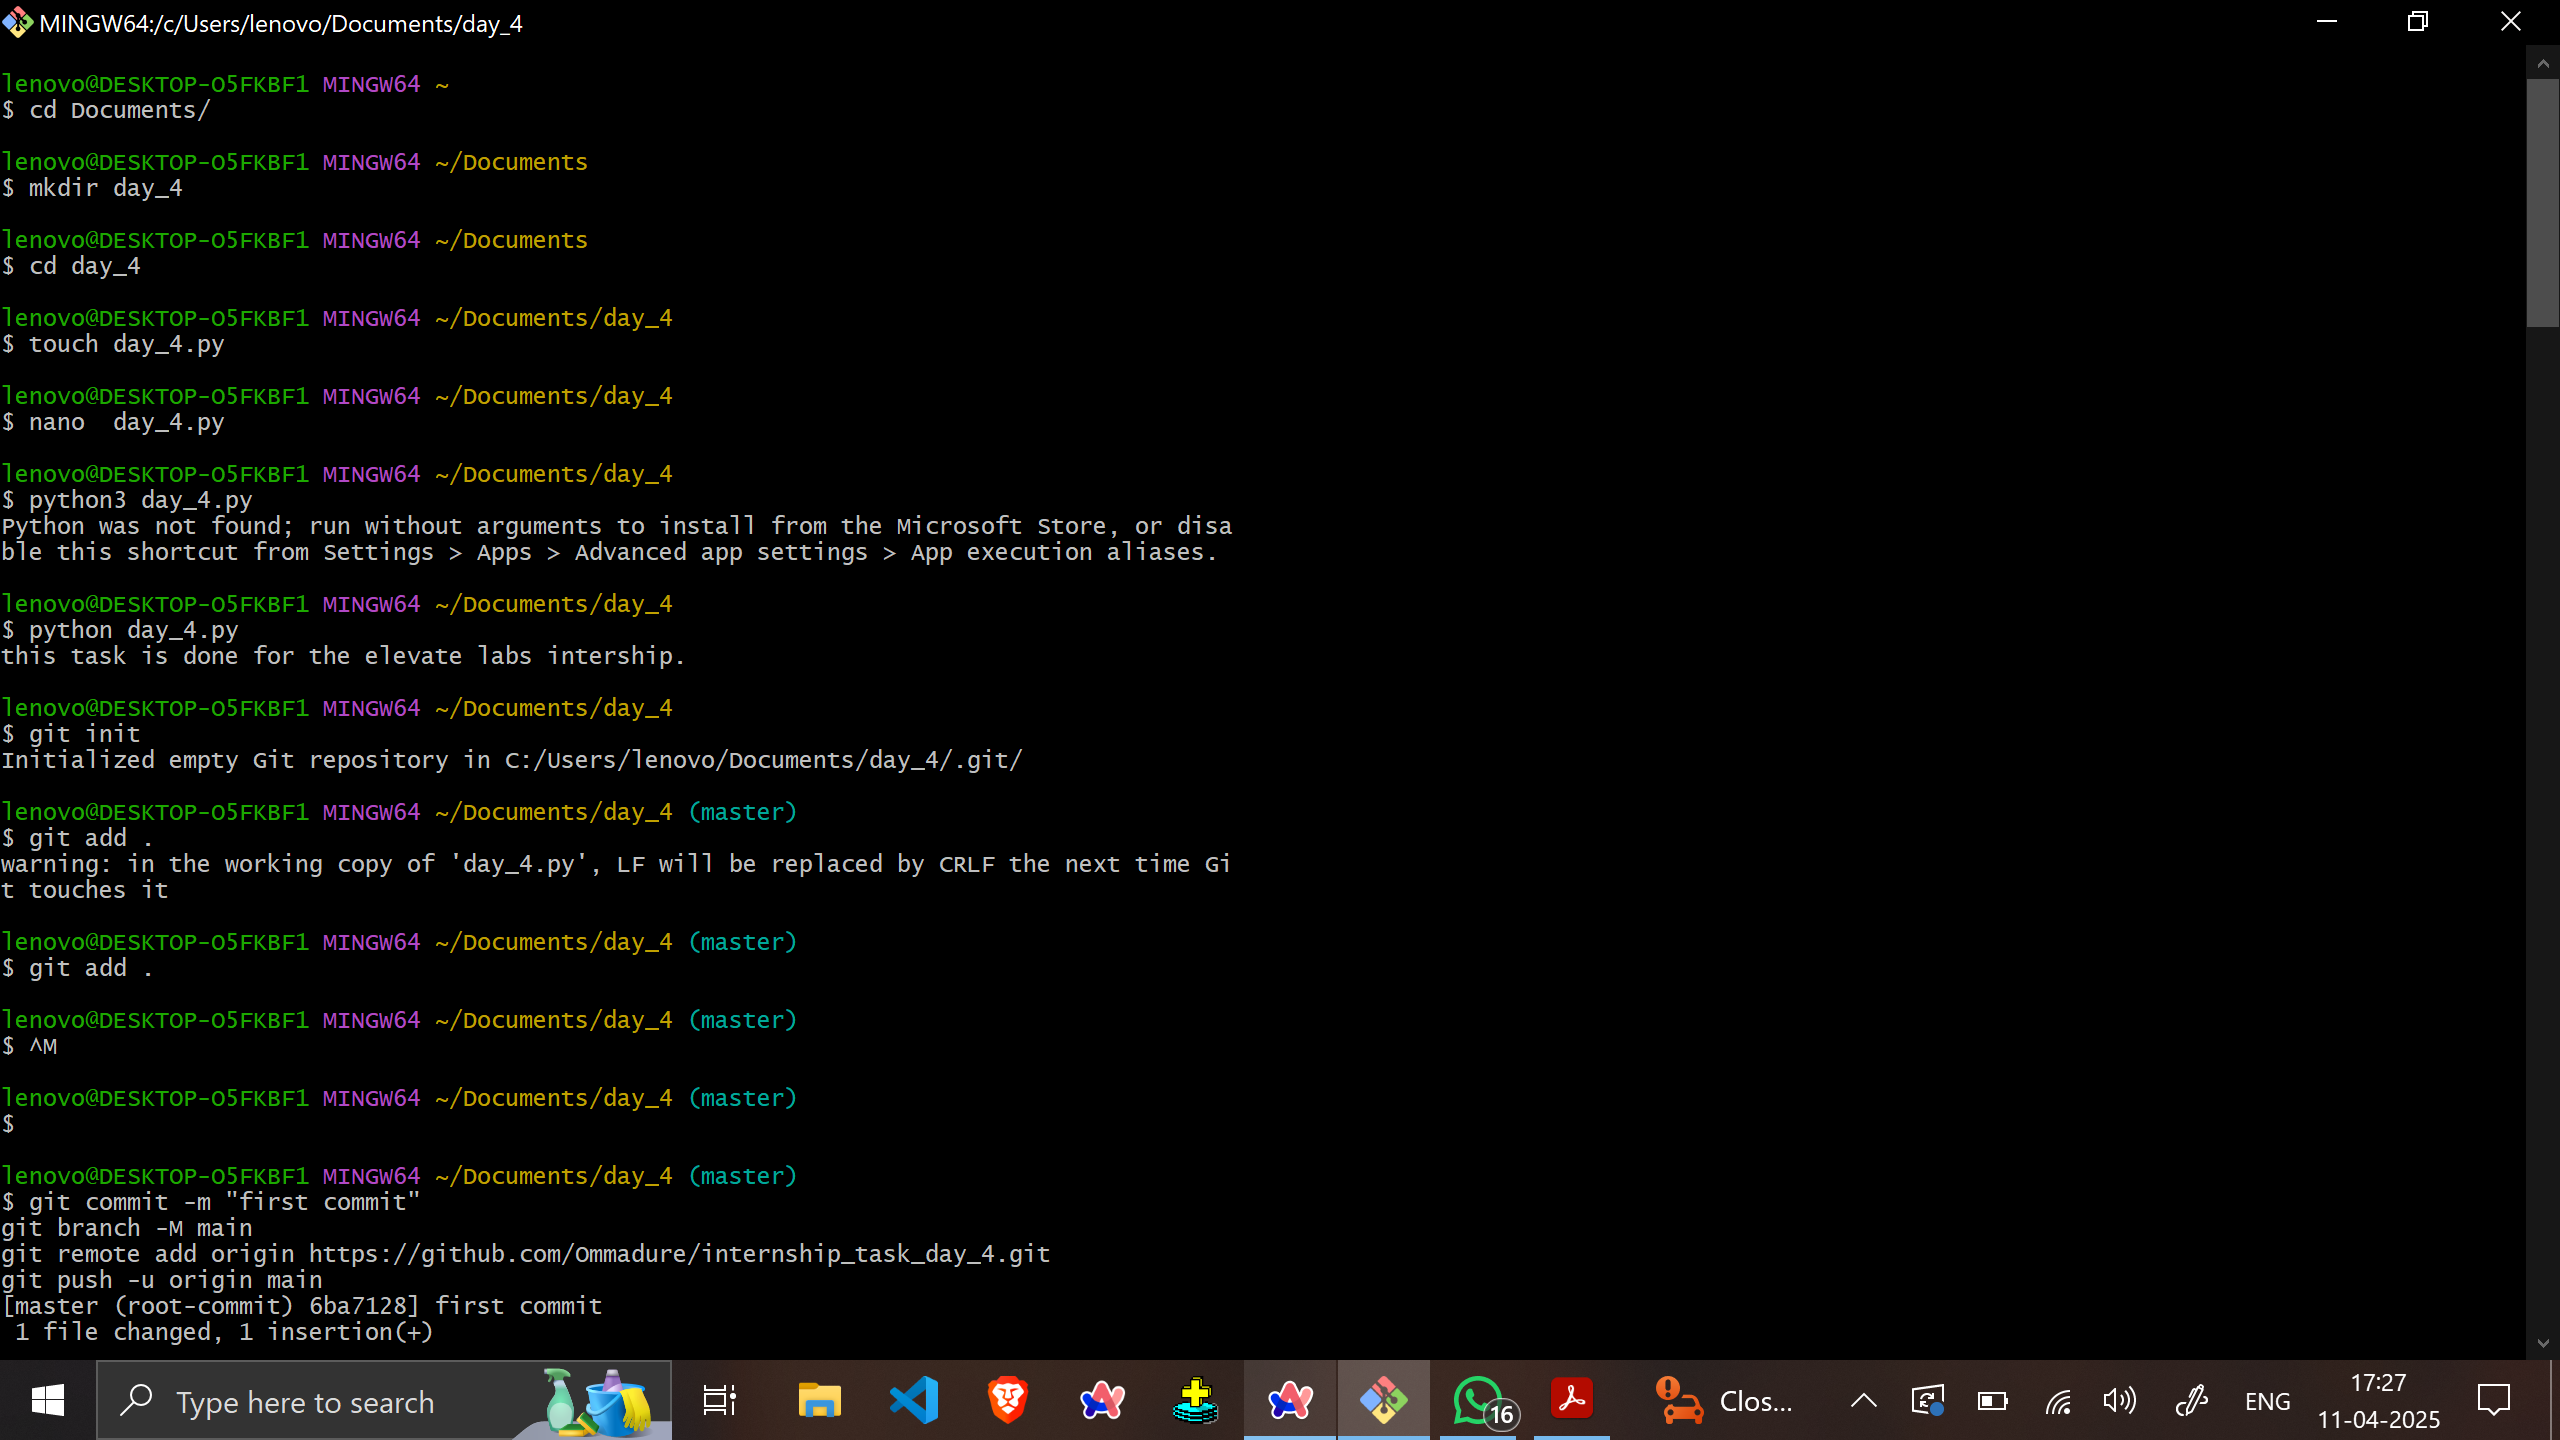 MINGW64:/c/Users/lenovo/Documents/day_4
lenovo@DESKTOP-O5FKBF1 MINGW64 ~
$ cd Documents/
lenovo@DESKTOP-O5FKBF1 MINGW64 ~/Documents
$ mkdir day_4
lenovo@DESKTOP-O5FKBF1 MINGW64 ~/Documents
$ cd day_4
lenovo@DESKTOP-O5FKBF1 MINGW64 ~/Documents/day_4
$ touch day_4.py
lenovo@DESKTOP-O5FKBF1 MINGW64 ~/Documents/day_4
$ nano  day_4.py
lenovo@DESKTOP-O5FKBF1 MINGW64 ~/Documents/day_4
$ python3 day_4.py
Python was not found; run without arguments to install from the Microsoft Store, or disa
ble this shortcut from Settings > Apps > Advanced app settings > App execution aliases.
lenovo@DESKTOP-O5FKBF1 MINGW64 ~/Documents/day_4
$ python day_4.py
this task is done for the elevate labs intership.
lenovo@DESKTOP-O5FKBF1 MINGW64 ~/Documents/day_4
$ git init
Initialized empty Git repository in C:/Users/lenovo/Documents/day_4/.git/
lenovo@DESKTOP-O5FKBF1 MINGW64 ~/Documents/day_4 (master)
$ git add .
warning: in the working copy of 'day_4.py', LF will be replaced by CRLF the next time Gi
t touches it
lenovo@DESKTOP-O5FKBF1 MINGW64 ~/Documents/day_4 (master)
$ git add .
lenovo@DESKTOP-O5FKBF1 MINGW64 ~/Documents/day_4 (master)
$ ^M
lenovo@DESKTOP-O5FKBF1 MINGW64 ~/Documents/day_4 (master)
$
lenovo@DESKTOP-O5FKBF1 MINGW64 ~/Documents/day_4 (master)
$ git commit -m "first commit"
git branch -M main
git remote add origin https://github.com/Ommadure/internship_task_day_4.git
git push -u origin main
[master (root-commit) 6ba7128] first commit
 1 file changed, 1 insertion(+)
Type here to search
16
Clos...
ENG
17:27
11-04-2025